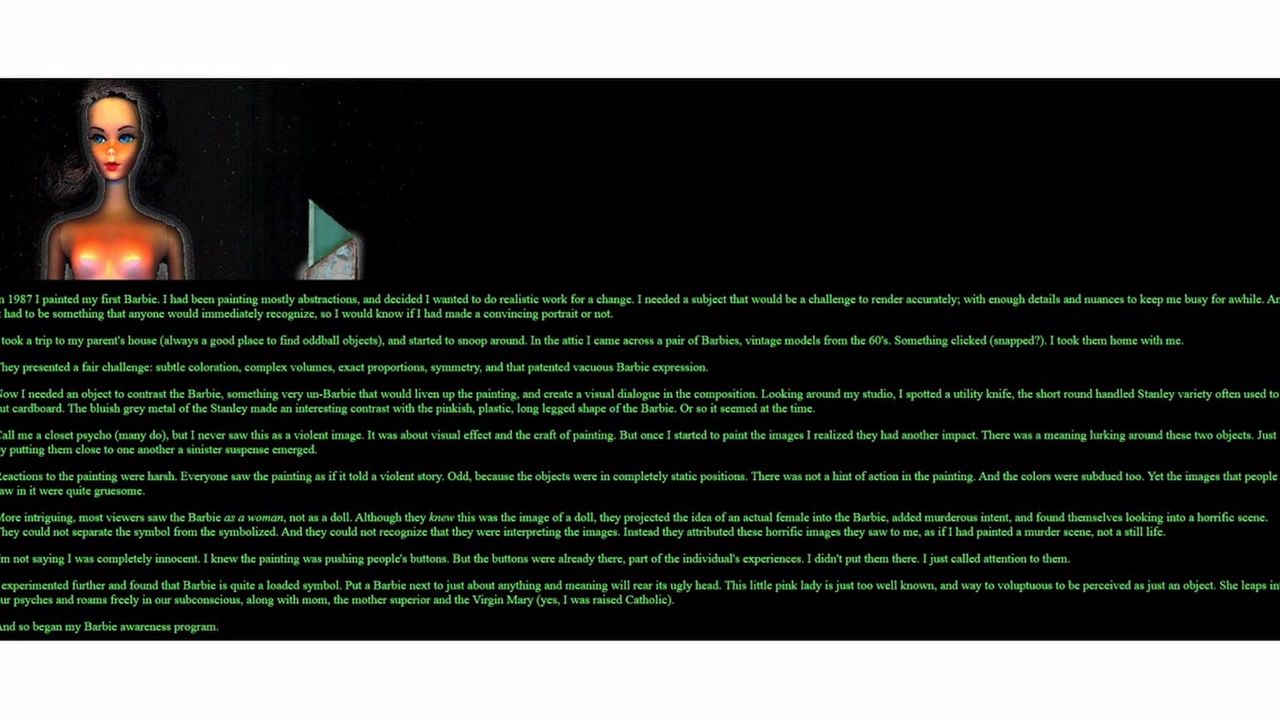 n 1987 I painted my first Barbie. I had been painting mostly abstractions, and decided I wanted to do realistic work for a change. I needed a subject that would be a challenge to render accurately; with enough details and nuances to keep me busy for awhile. An
had to be something that anyone would immediately recognize, so I would know if I had made a convincing portrait or not.
took a trip to my parent's house (always a good place to find oddball objects), and started to snoop around. In the attic I came across a pair of Barbies, vintage models from the 60's. Something clicked (snapped?). I took them home with me.
They presented a fair challenge: subtle coloration, complex volumes, exact proportions, symmetry, and that patented vacuous Barbie expression.
Now I needed an object to contrast the Barbie, something very un-Barbie that would liven up the painting, and create a visual dialogue in the composition. Looking around my studio, I spotted a utility knife, the short round handled Stanley variety often used to
ut cardboard. The bluish grey metal of the Stanley made an interesting contrast with the pinkish, plastic, long legged shape of the Barbie. Or so it seemed at the time.
Call me a closet psycho (many do), but I never saw this as a violent image. It was about visual effect and the craft of painting. But once I started to paint the images I realized they had another impact. There was a meaning lurking around these two objects. Just
y putting them close to one another a sinister suspense emerged.
Reactions to the painting were harsh. Everyone saw the painting as if it told a violent story. Odd, because the objects were in completely static positions. There was not a hint of action in the painting. And the colors were subdued too. Yet the images that people
aw in it were quite gruesome.
More intriguing, most viewers saw the Barbie as a woman, not as a doll. Although they knew this was the image of a doll, they projected the idea of an actual female into the Barbie, added murderous intent, and found themselves looking into a horrific scene.
They could not separate the symbol from the symbolized. And they could not recognize that they were interpreting the images. Instead they attributed these horrific images they saw to me, as if I had painted a murder scene, not a still life.
'm not saying I was completely innocent. I knew the painting was pushing people's buttons. But the buttons were already there, part of the individual's experiences. I didn't put them there. I just called attention to them.
experimented further and found that Barbie is quite a loaded symbol. Put a Barbie next to just about anything and meaning will rear its ugly head. This little pink lady is just too well known, and way to voluptuous to be perceived as just an object. She leaps in
ur psyches and roams freely in our subconscious, along with mom, the mother superior and the Virgin Mary (yes, I was raised Catholic).
And so began my Barbie awareness program.